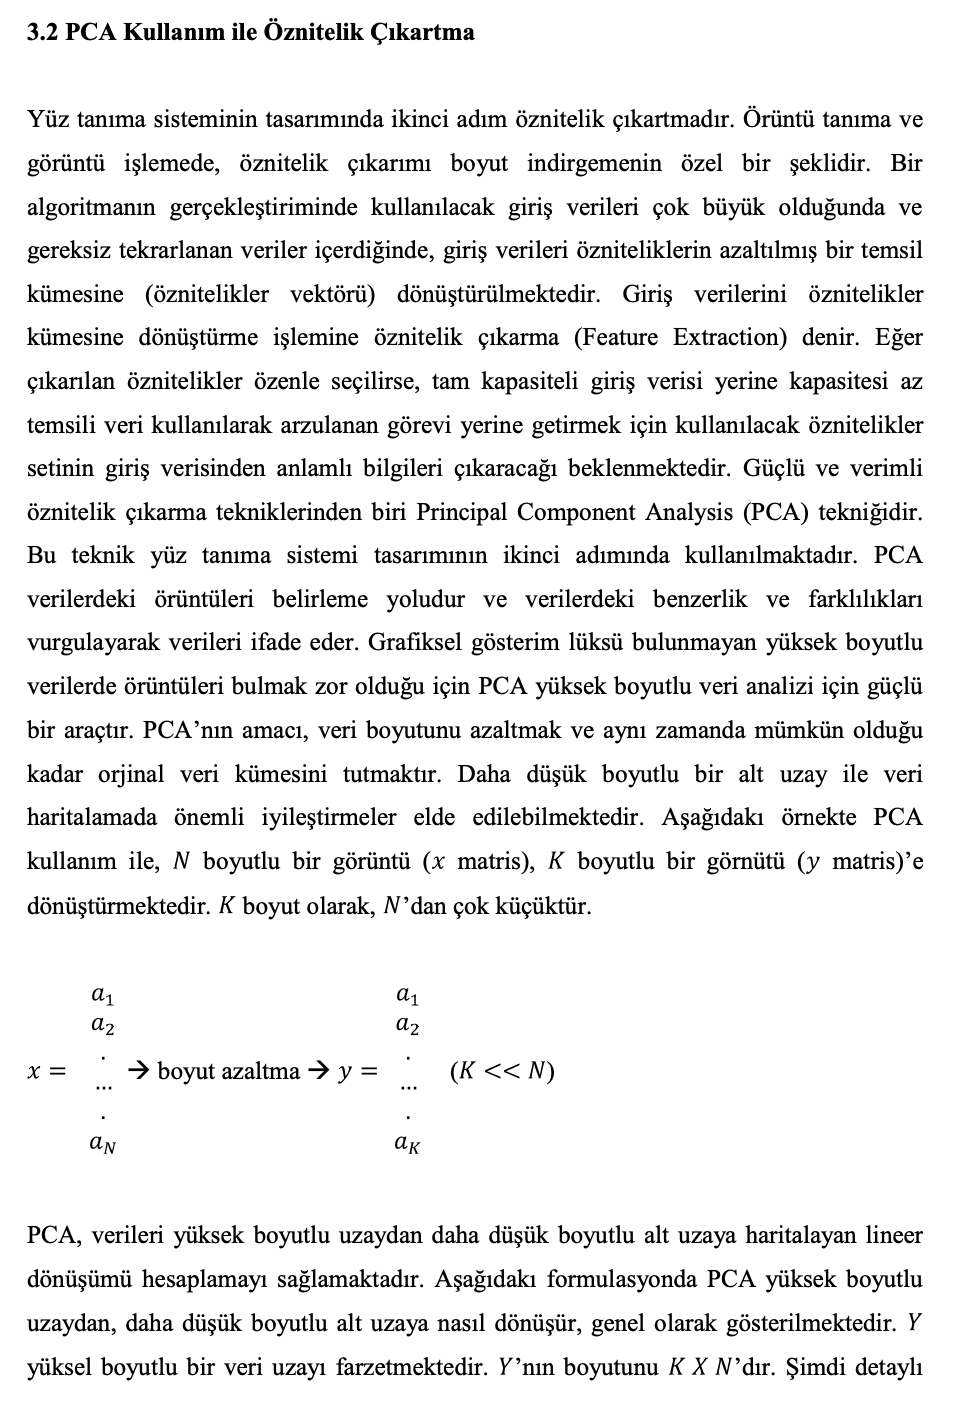 3.2 PCA Kullanım ile Öznitelik Çıkartma
Yüz tanıma sisteminin tasarımında ikinci adım öznitelik çıkartmadır. Örüntü tanıma ve
görüntü işlemede, öznitelik çıkarımı boyut indirgemenin özel bir şeklidir. Bir
algoritmanın gerçekleştiriminde kullanılacak giriş verileri çok büyük olduğunda ve
gereksiz tekrarlanan veriler içerdiğinde, giriş verileri özniteliklerin azaltılmış bir temsil
kümesine (öznitelikler vektörü) dönüştürülmektedir. Giriş verilerini öznitelikler
kümesine dönüştürme işlemine öznitelik çıkarma (Feature Extraction) denir. Eğer
çıkarılan öznitelikler özenle seçilirse, tam kapasiteli giriş verisi yerine kapasitesi az
temsili veri kullanılarak arzulanan görevi yerine getirmek için kullanılacak öznitelikler
setinin giriş verisinden anlamlı bilgileri çıkaracağı beklenmektedir. Güçlü ve verimli
öznitelik çıkarma tekniklerinden biri Principal Component Analysis (PCA) tekniğidir.
Bu teknik yüz tanıma sistemi tasarımının ikinci adımında kullanılmaktadır. PCA
verilerdeki örüntüleri belirleme yoludur ve verilerdeki benzerlik ve farklılıkları
vurgulayarak verileri ifade eder. Grafiksel gösterim lüksü bulunmayan yüksek boyutlu
verilerde örüntüleri bulmak zor olduğu için PCA yüksek boyutlu veri analizi için güçlü
bir araçtır. PCA’nın amacı, veri boyutunu azaltmak ve aynı zamanda mümkün olduğu
kadar orjinal veri kümesini tutmaktır. Daha düşük boyutlu bir alt uzay ile veri
haritalamada önemli iyileştirmeler elde edilebilmektedir. Aşağıdakı örnekte PCA
kullanım ile, N boyutlu bir görüntü (x matris), K boyutlu bir görnütü (y matris)’e
dönüştürmektedir. K boyut olarak, N’dan çok küçüktür.
a₁ a₁
a₂ a₂
. .
x = ... → boyut azaltma → y = ... (K << N)
. .
a_N a_K
PCA, verileri yüksek boyutlu uzaydan daha düşük boyutlu alt uzaya haritalayan lineer
dönüşümü hesaplamayı sağlamaktadır. Aşağıdakı formulasyonda PCA yüksek boyutlu
uzaydan, daha düşük boyutlu alt uzaya nasıl dönüşür, genel olarak gösterilmektedir. Y
yüksel boyutlu bir veri uzayı farzetmektedir. Y’nın boyutunu K X N’dır. Şimdi detaylı